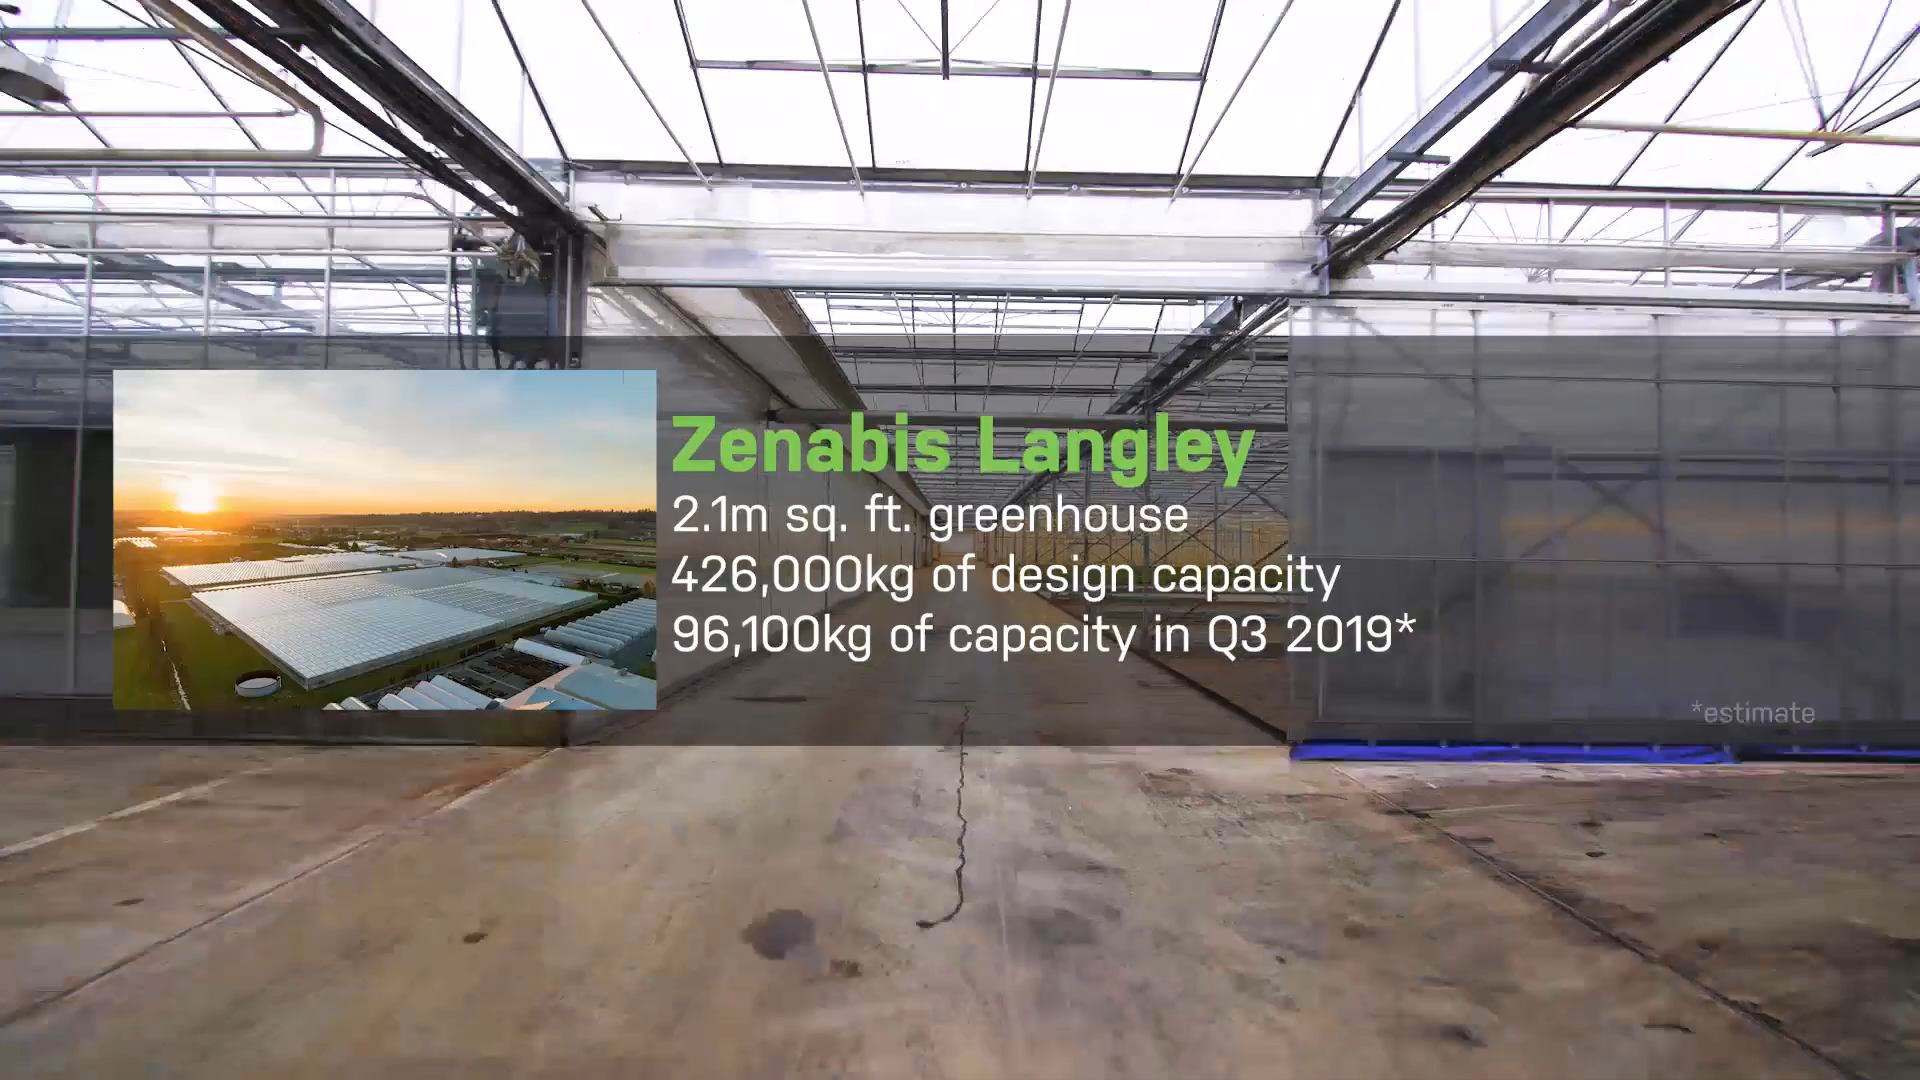 Zenabis Langley
2.1m sq. ft. greenhouse
426,000kg of design capacity
96,100kg of capacity in Q3 2019*
*estimate